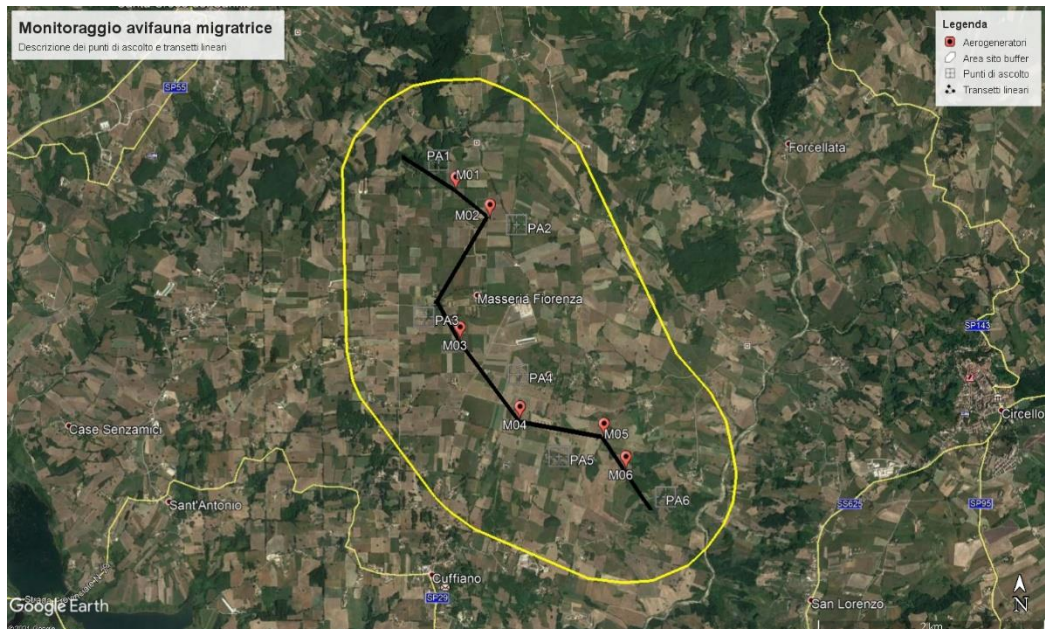 Monitoraggio avifauna migratrice
Descrizione dei punti di ascolto e transetti lineari
Legenda
Aerogeneratori
Area sito buffer
Punti di ascolto
Transetti lineari
SP55
Forcellata
PA1
M01
M02
PA2
Masseria Fiorenza
PA3
M03
SP143
PA4
Circello
M04
M05
Case Senzamici
PA5
M06
PA6
Sant'Antonio
SS625
SP95
Cuffiano
SP29
San Lorenzo
Google Earth
N
2 km